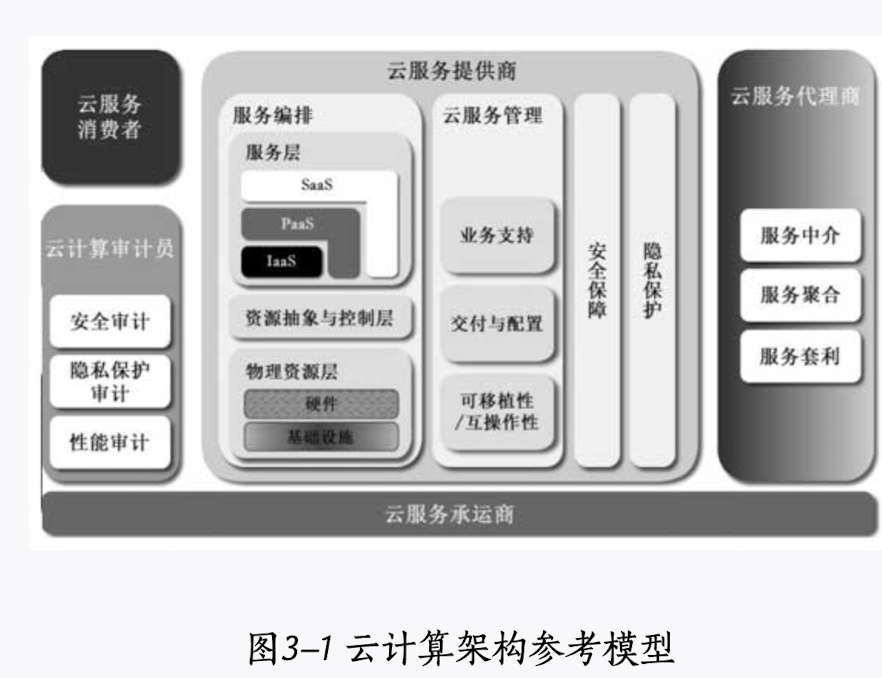 云服务
消费者
云计算审计员
安全审计
隐私保护
审计
性能审计
云服务提供商
服务编排
服务层
SaaS
PaaS
IaaS
资源抽象与控制层
物理资源层
硬件
基础设施
云服务管理
业务支持
交付与配置
可移植性
/互操作性
安全保障
隐私保护
云服务代理商
服务中介
服务聚合
服务套利
云服务承运商
图3–1 云计算架构参考模型